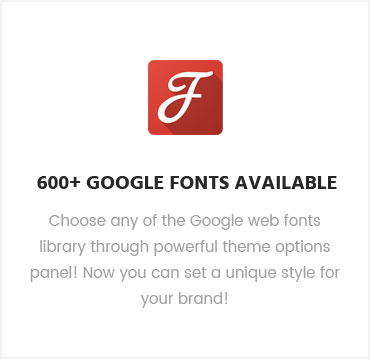 F
600+ GOOGLE FONTS AVAILABLE
Choose any of the Google web fonts
library through powerful theme options
panel! Now you can set a unique style for
your brand!